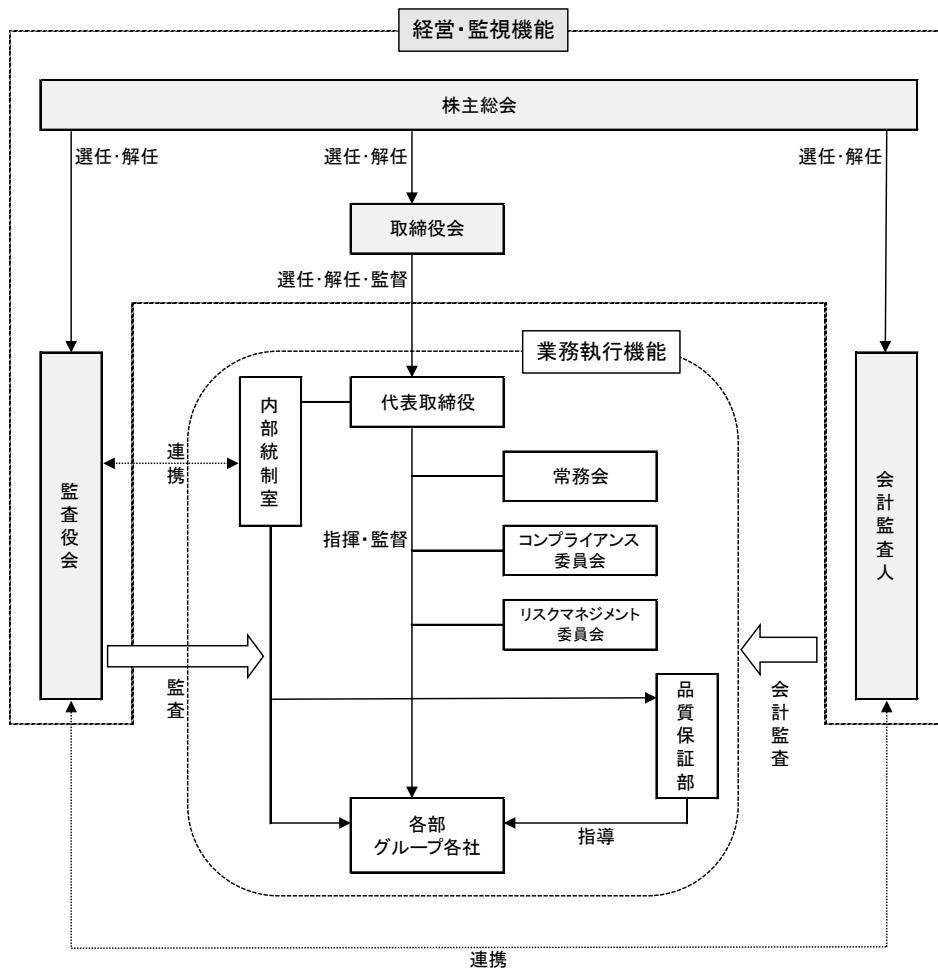 経営・監視機能
株主総会
選任・解任
選任・解任
選任・解任
取締役会
選任・解任・監督
業務執行機能
内部統制室
代表取締役
連携
常務会
監査役会
会計監査人
指揮・監督
コンプライアンス
委員会
リスクマネジメント
委員会
監査
品質保証部
会計監査
各部
グループ各社
指導
連携